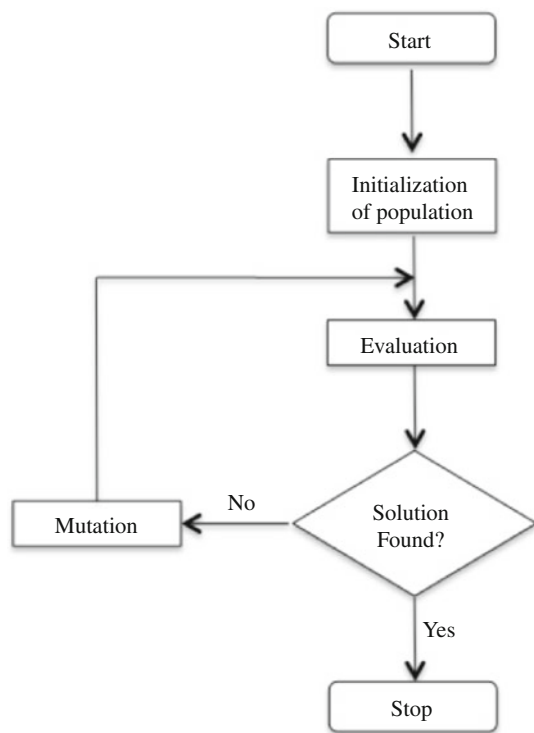 Start
Initialization
of population
Evaluation
Solution
Found?
No
Mutation
Yes
Stop